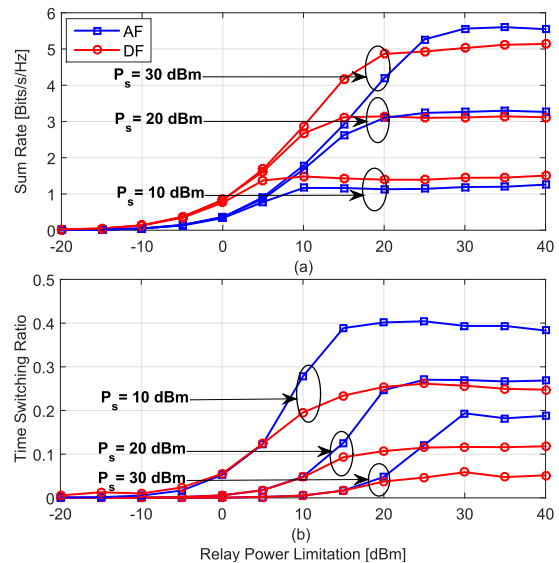 AF
DF
Sum Rate [Bits/s/Hz]
6
5
4
3
2
1
0
P_s = 30 dBm
P_s = 20 dBm
P_s = 10 dBm
-20 -10 0 10 20 30 40
(a)
Time Switching Ratio
0.5
0.4
0.3
0.2
0.1
0
P_s = 10 dBm
P_s = 20 dBm
P_s = 30 dBm
-20 -10 0 10 20 30 40
(b)
Relay Power Limitation [dBm]